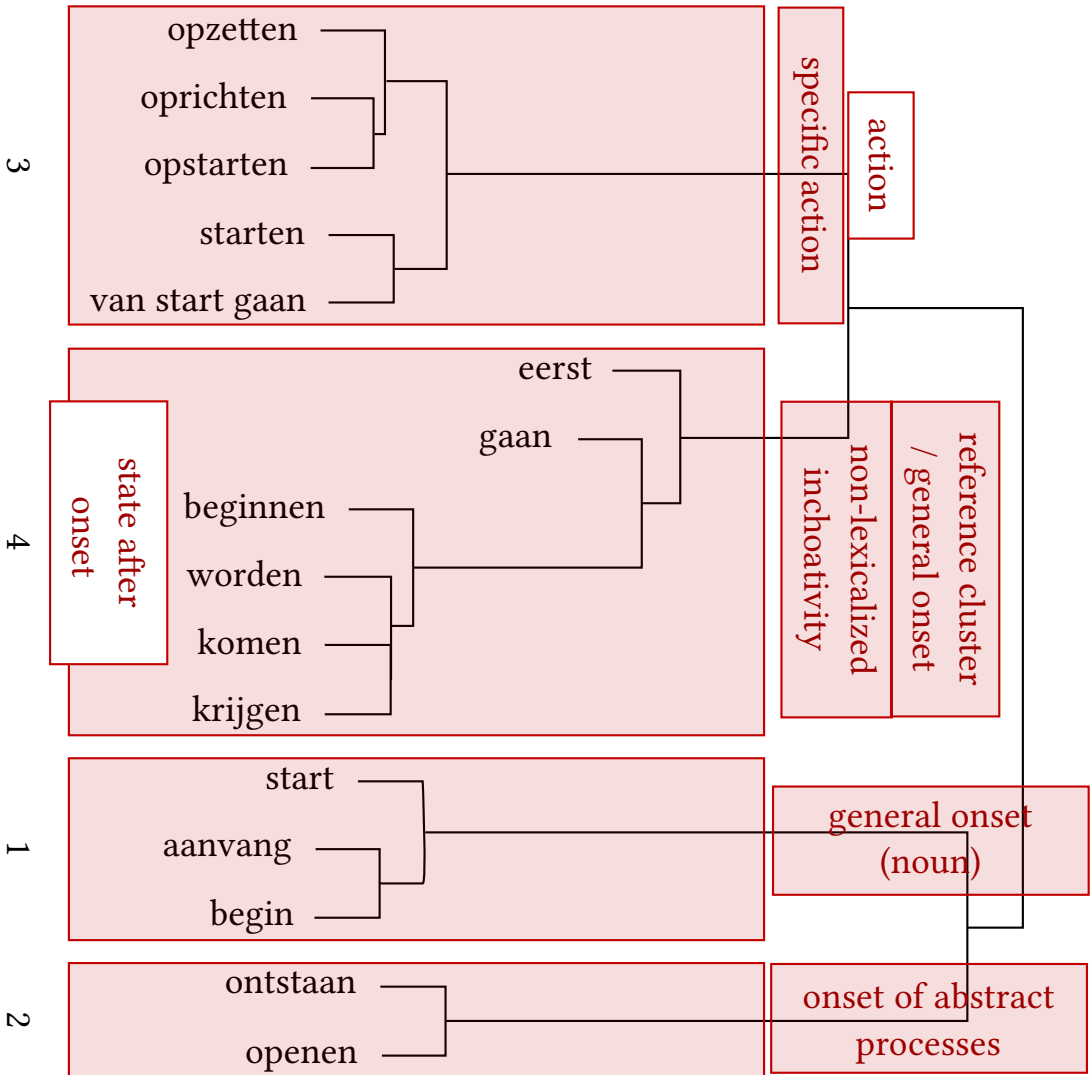 opzetten
oprichten
opstarten
starten
van start gaan
3
specific action
action
eerst
gaan
beginnen
worden
komen
krijgen
4
state after
onset
reference cluster
/ general onset
non-lexicalized
inchoativity
start
aanvang
begin
1
general onset
(noun)
ontstaan
openen
2
onset of abstract
processes